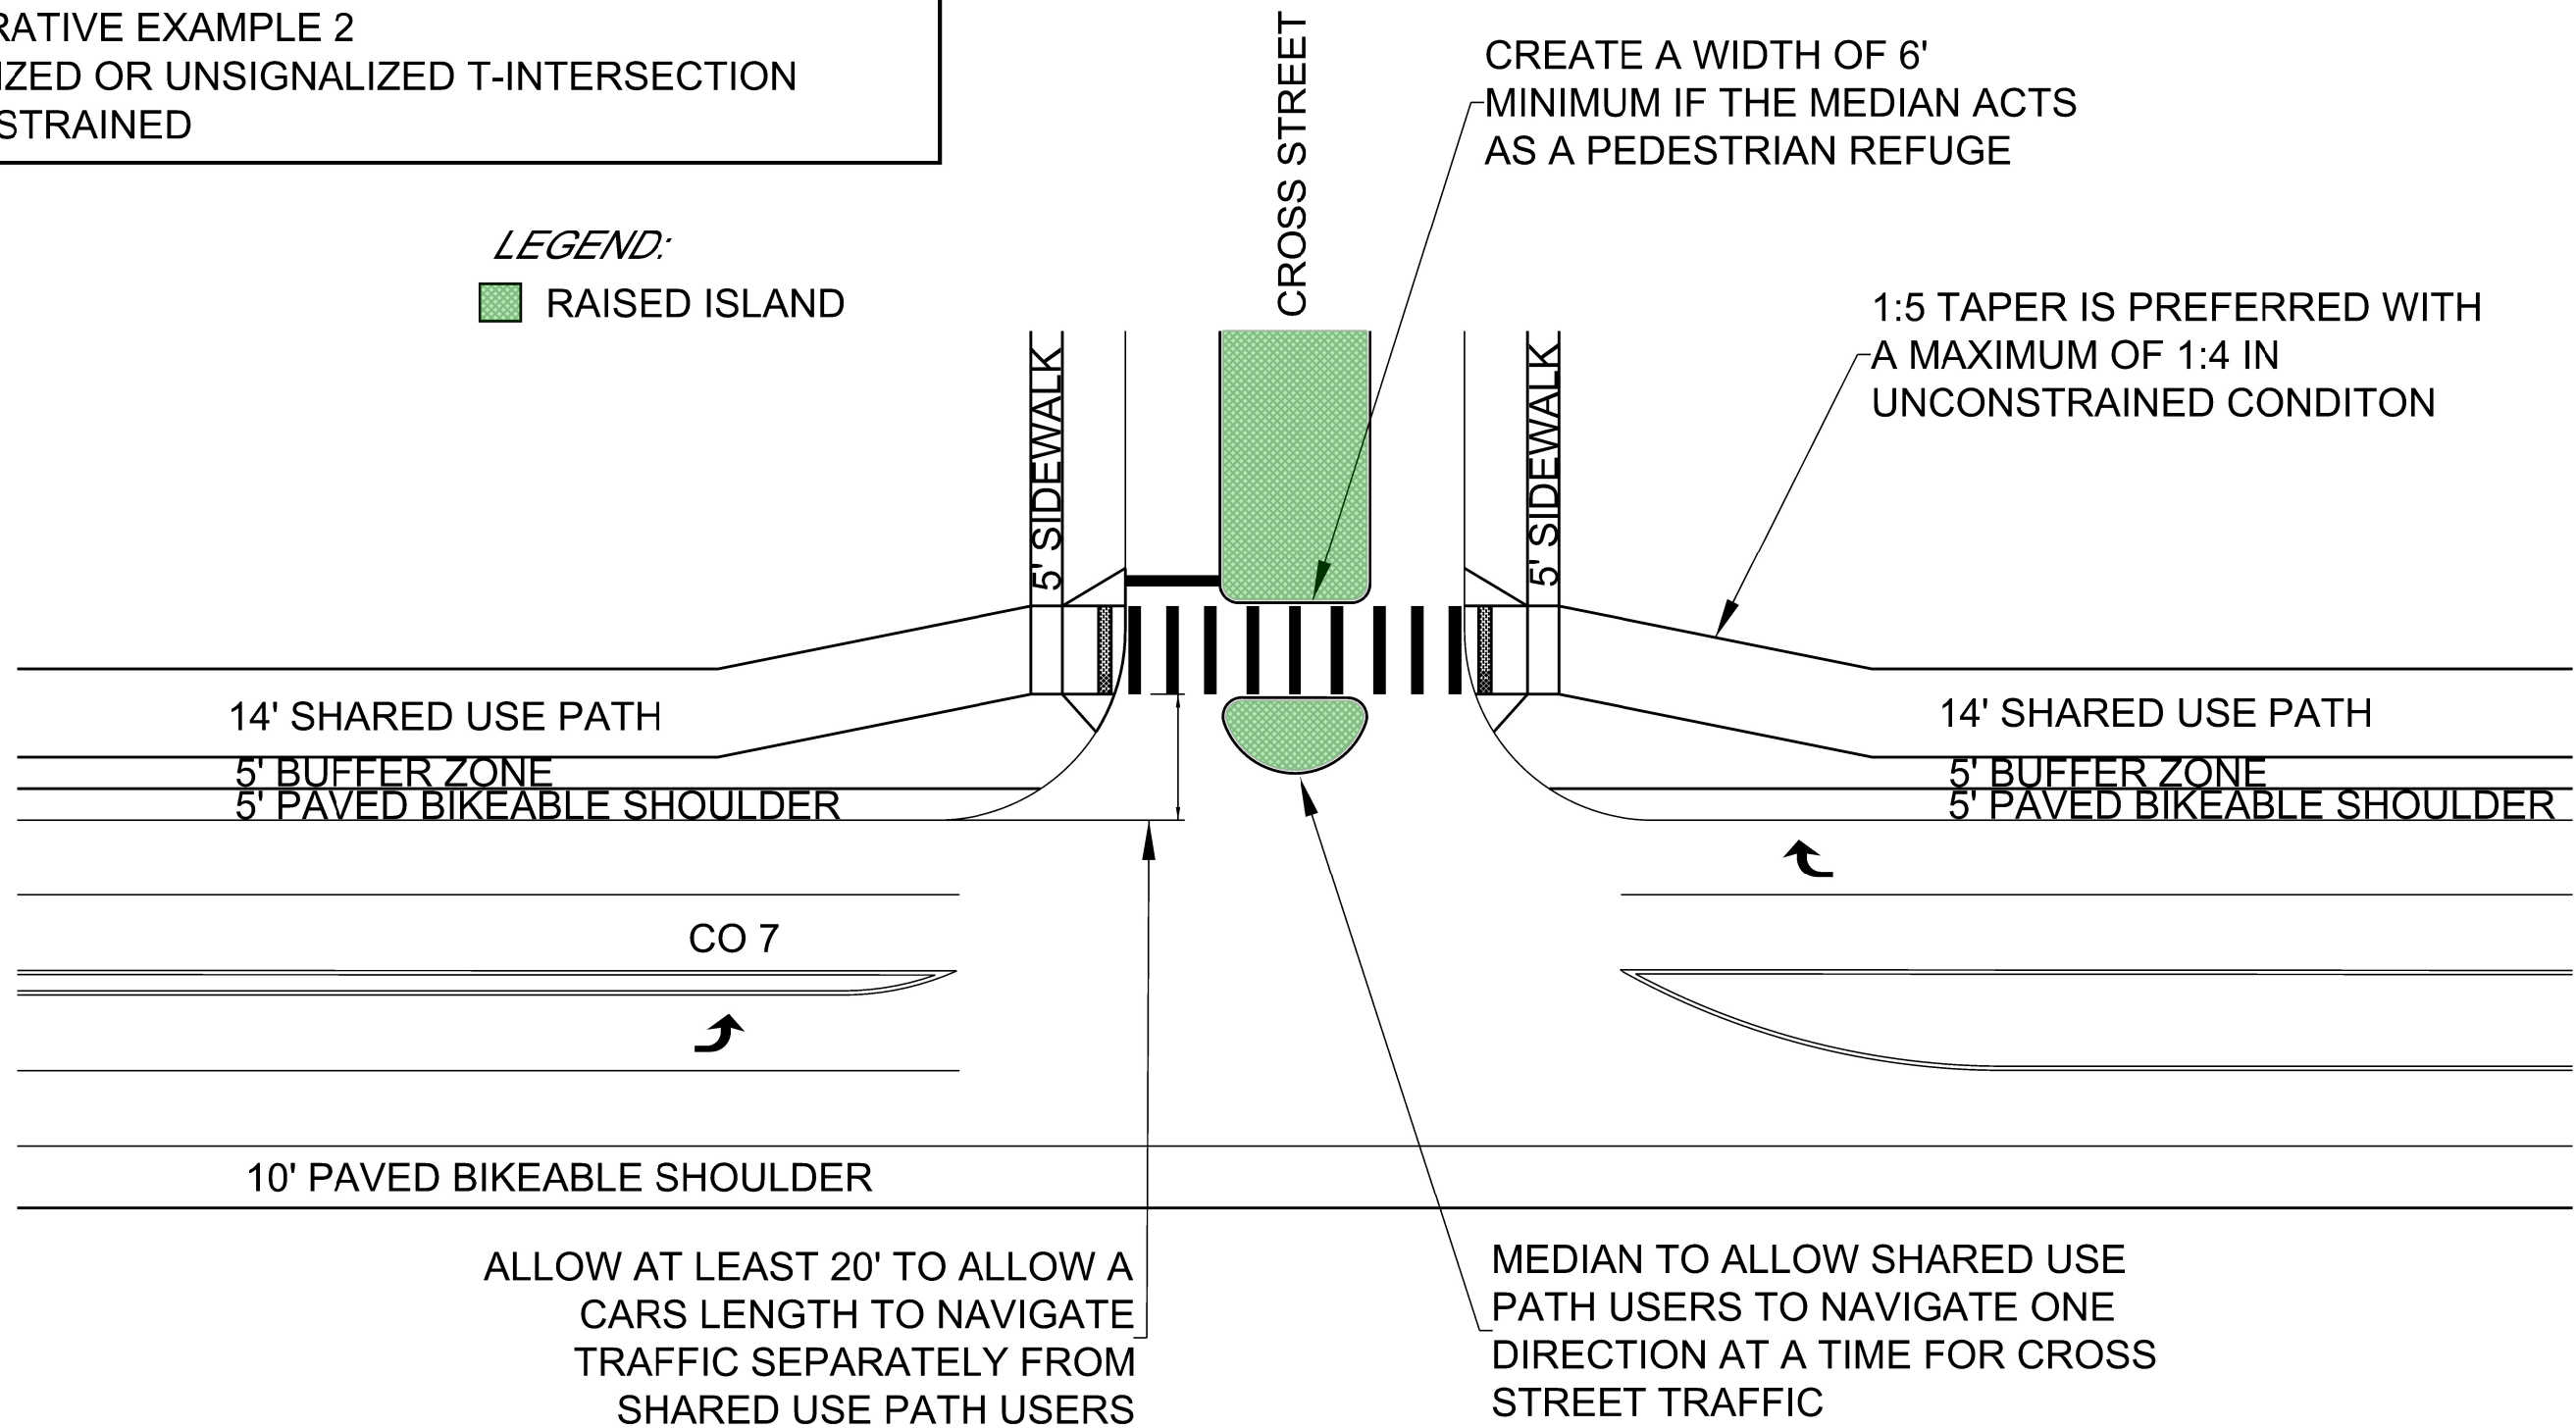 RATIVE EXAMPLE 2
IZED OR UNSIGNALIZED T-INTERSECTION
STRAINED
CROSS STREET
CREATE A WIDTH OF 6'
MINIMUM IF THE MEDIAN ACTS
AS A PEDESTRIAN REFUGE
LEGEND:
RAISED ISLAND
1:5 TAPER IS PREFERRED WITH
A MAXIMUM OF 1:4 IN
UNCONSTRAINED CONDITON
5' SIDEWALK
5' SIDEWALK
14' SHARED USE PATH
14' SHARED USE PATH
5' BUFFER ZONE
5' BUFFER ZONE
5' PAVED BIKEABLE SHOULDER
5' PAVED BIKEABLE SHOULDER
CO 7
10' PAVED BIKEABLE SHOULDER
ALLOW AT LEAST 20' TO ALLOW A
CARS LENGTH TO NAVIGATE
TRAFFIC SEPARATELY FROM
SHARED USE PATH USERS
MEDIAN TO ALLOW SHARED USE
PATH USERS TO NAVIGATE ONE
DIRECTION AT A TIME FOR CROSS
STREET TRAFFIC